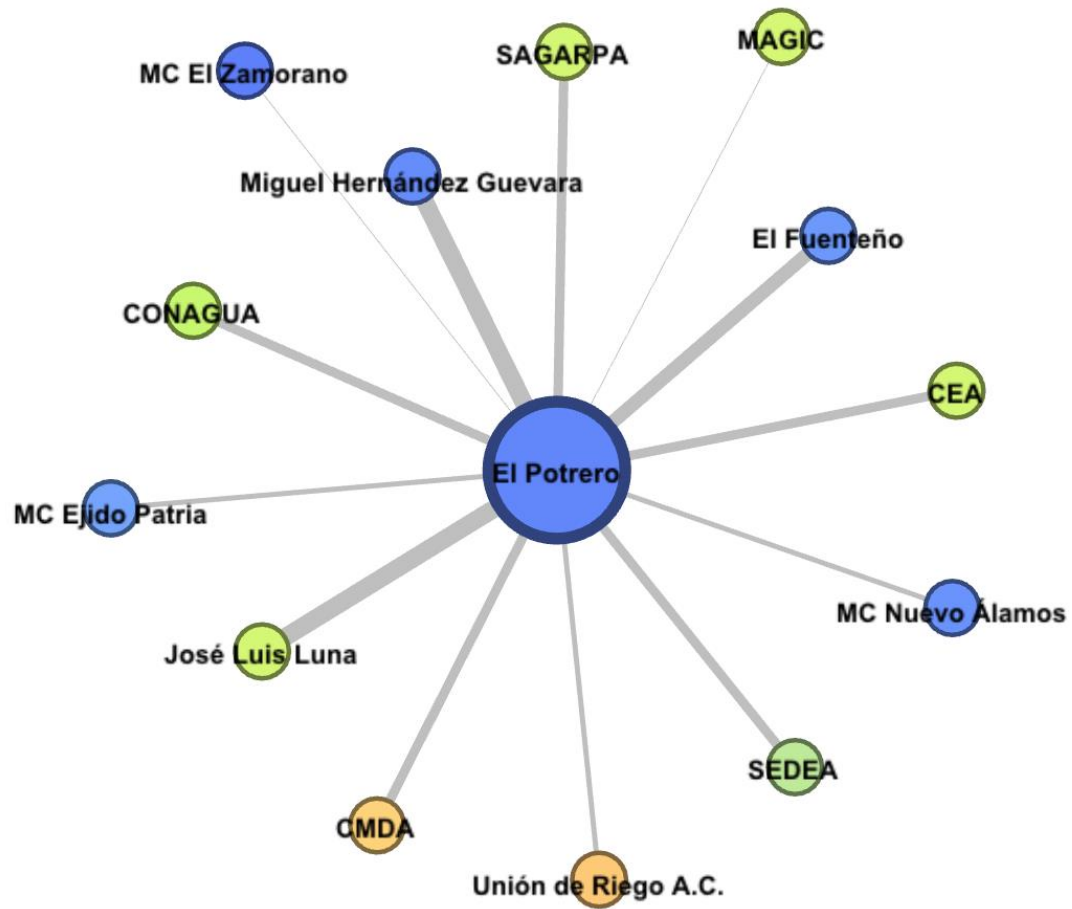 MAGIC
SAGARPA
MC El Zamorano
Miguel Hernández Guevara
El Fuenteño
CONAGUA
CEA
El Potrero
MC Ejido Patria
MC Nuevo Álamos
José Luis Luna
SEDEA
CMDA
Unión de Riego A.C.